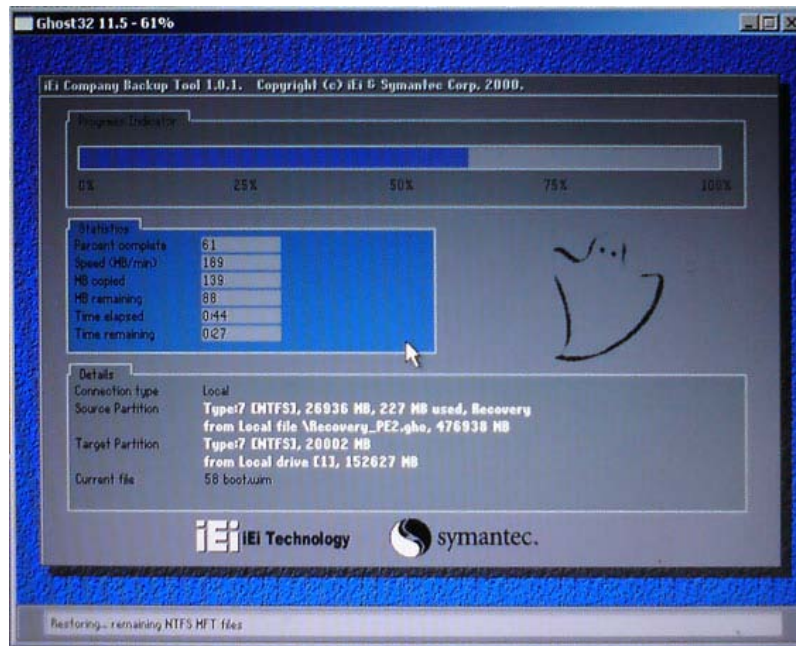 Ghost32 11.5 - 61%
iEi Company Backup Tool 1.0.1. Copyright (c) iEi & Symantec Corp. 2000.
Progress Indicator
0% 25% 50% 75% 100%
Statistics
Percent complete 61
Speed (MB/min) 189
MB copied 139
MB remaining 88
Time elapsed 0:44
Time remaining 0:27
Details
Connection type Local
Source Partition Type:7 [NTFS], 26936 MB, 227 MB used, Recovery
from Local file \Recovery_PE2.gho, 476938 MB
Target Partition Type:7 [NTFS], 20002 MB
from Local drive [1], 152627 MB
Current file 58 boot.wim
iEi iEi Technology symantec.
Restoring... remaining NTFS MFT files